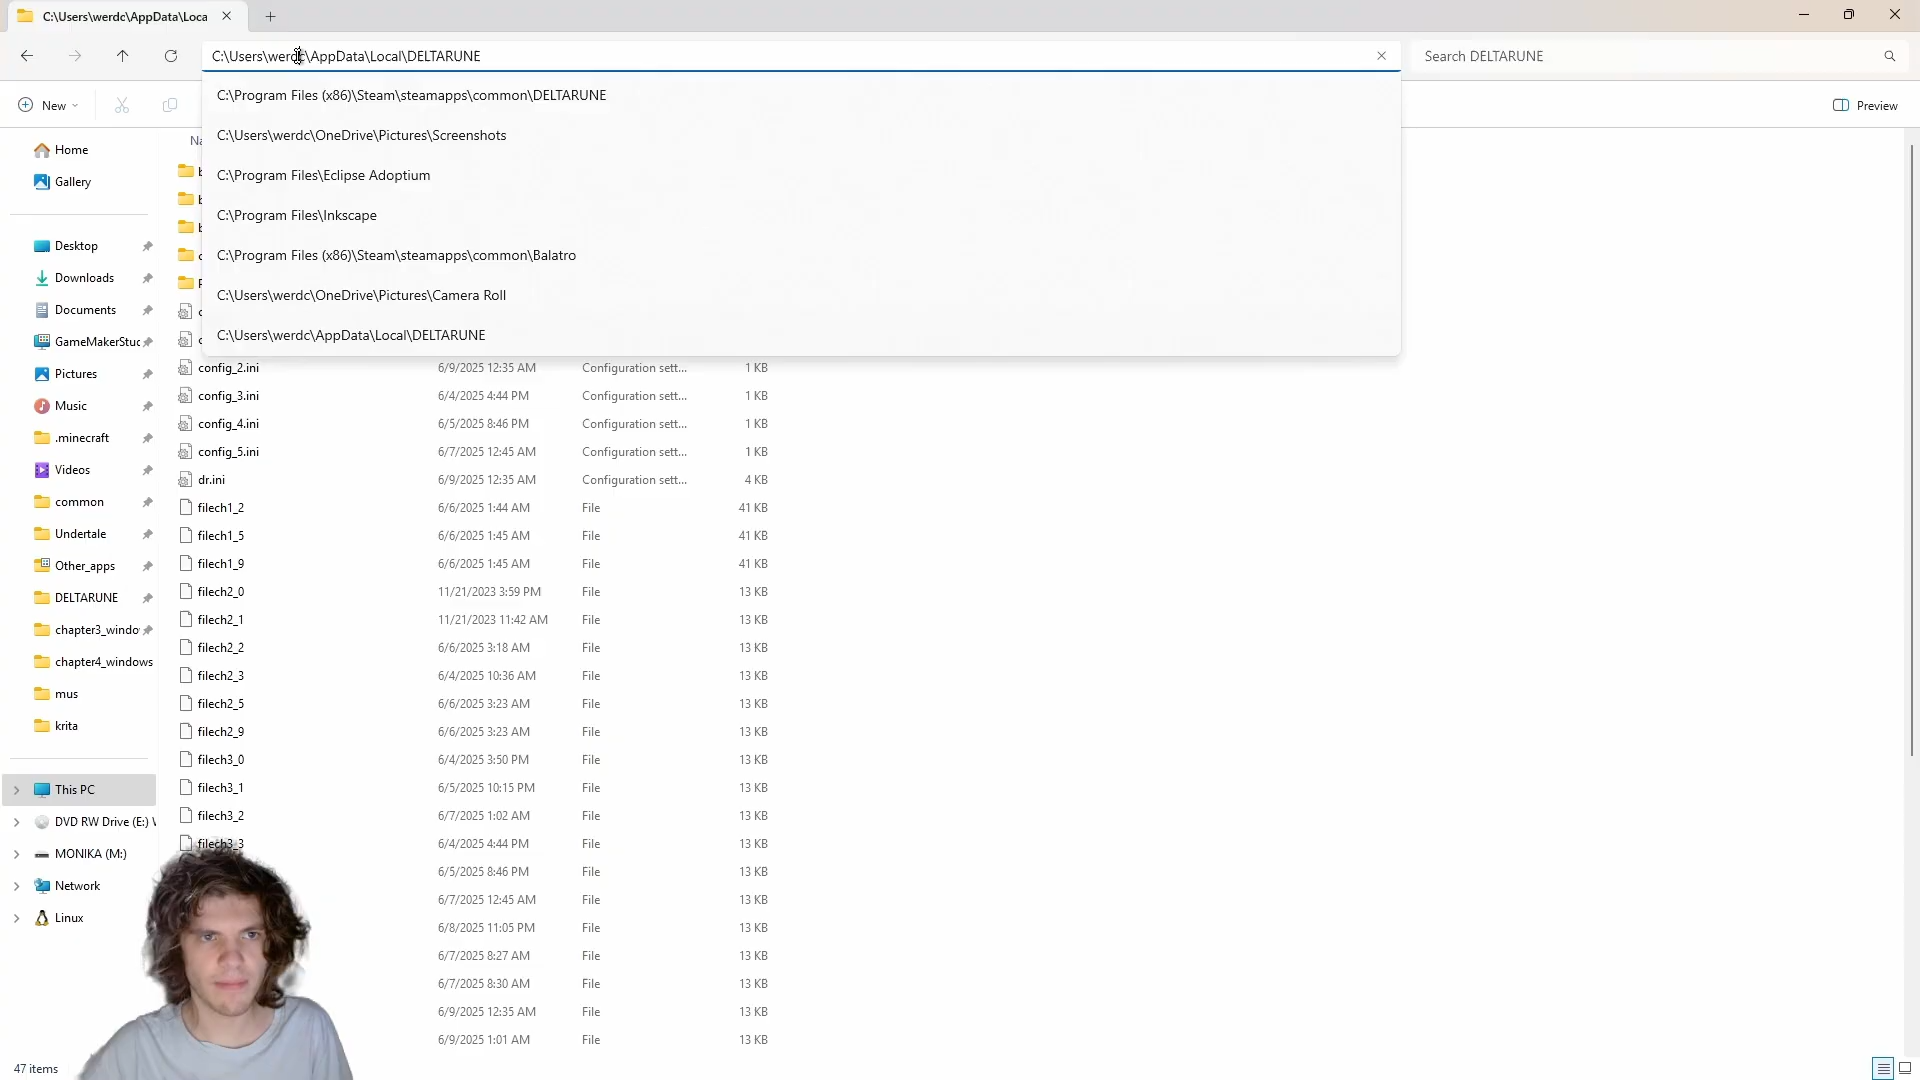 C:\Users\werdc\AppData\Loca
C:\Users\werdc\AppData\Local\DELTARUNE
Search DELTARUNE
C:\Program Files (x86)\Steam\steamapps\common\DELTARUNE
C:\Users\werdc\OneDrive\Pictures\Screenshots
C:\Program Files\Eclipse Adoptium
C:\Program Files\Inkscape
C:\Program Files (x86)\Steam\steamapps\common\Balatro
C:\Users\werdc\OneDrive\Pictures\Camera Roll
C:\Users\werdc\AppData\Local\DELTARUNE
New
Preview
Home
Gallery
Desktop
Downloads
Documents
GameMakerStuc
Pictures
Music
.minecraft
Videos
common
Undertale
Other_apps
DELTARUNE
chapter3_windo
chapter4_windows
mus
krita
This PC
DVD RW Drive (E:) \
MONIKA (M:)
Network
Linux
Na
config_2.ini 6/9/2025 12:35 AM Configuration sett... 1 KB
config_3.ini 6/4/2025 4:44 PM Configuration sett... 1 KB
config_4.ini 6/5/2025 8:46 PM Configuration sett... 1 KB
config_5.ini 6/7/2025 12:45 AM Configuration sett... 1 KB
dr.ini 6/9/2025 12:35 AM Configuration sett... 4 KB
filech1_2 6/6/2025 1:44 AM File 41 KB
filech1_5 6/6/2025 1:45 AM File 41 KB
filech1_9 6/6/2025 1:45 AM File 41 KB
filech2_0 11/21/2023 3:59 PM File 13 KB
filech2_1 11/21/2023 11:42 AM File 13 KB
filech2_2 6/6/2025 3:18 AM File 13 KB
filech2_3 6/4/2025 10:36 AM File 13 KB
filech2_5 6/6/2025 3:23 AM File 13 KB
filech2_9 6/6/2025 3:23 AM File 13 KB
filech3_0 6/4/2025 3:50 PM File 13 KB
filech3_1 6/5/2025 10:15 PM File 13 KB
filech3_2 6/7/2025 1:02 AM File 13 KB
filech3_3 6/4/2025 4:44 PM File 13 KB
6/5/2025 8:46 PM File 13 KB
6/7/2025 12:45 AM File 13 KB
6/8/2025 11:05 PM File 13 KB
6/7/2025 8:27 AM File 13 KB
6/7/2025 8:30 AM File 13 KB
6/9/2025 12:35 AM File 13 KB
6/9/2025 1:01 AM File 13 KB
47 items